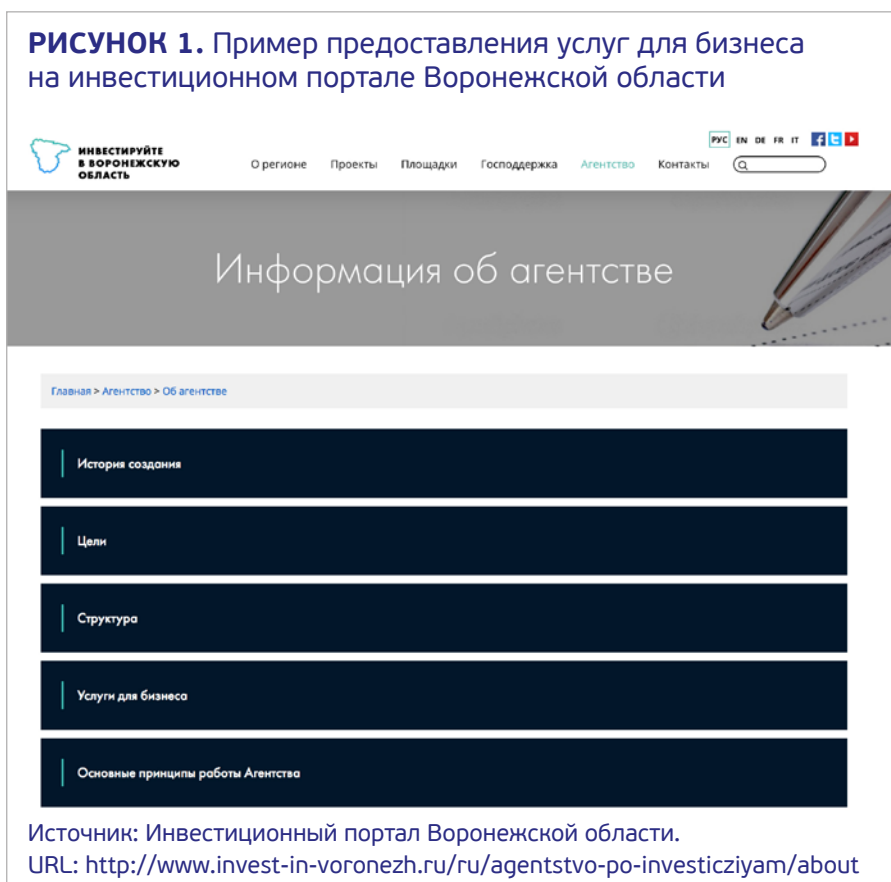 РИСУНОК 1. Пример предоставления услуг для бизнеса
на инвестиционном портале Воронежской области
РУС EN DE FR IT
ИНВЕСТИРУЙТЕ
В ВОРОНЕЖСКУЮ
ОБЛАСТЬ
О регионе Проекты Площадки Господдержка Агентство Контакты
Информация об агентстве
Главная > Агентство > Об агентстве
История создания
Цели
Структура
Услуги для бизнеса
Основные принципы работы Агентства
Источник: Инвестиционный портал Воронежской области.
URL: http://www.invest-in-voronezh.ru/ru/agentstvo-po-investicziyam/about